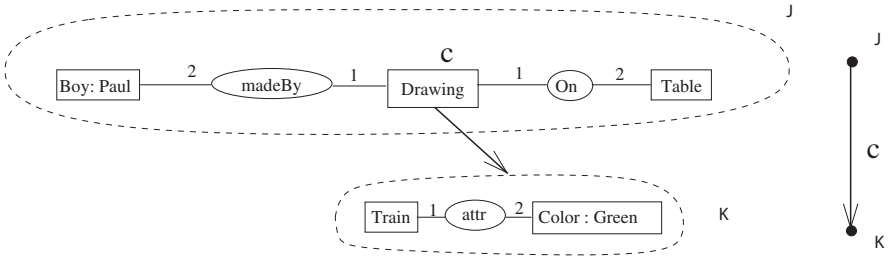 J
J
c
2
1
1
2
Boy: Paul
madeBy
Drawing
On
Table
c
1
2
Train
attr
Color : Green
K
K